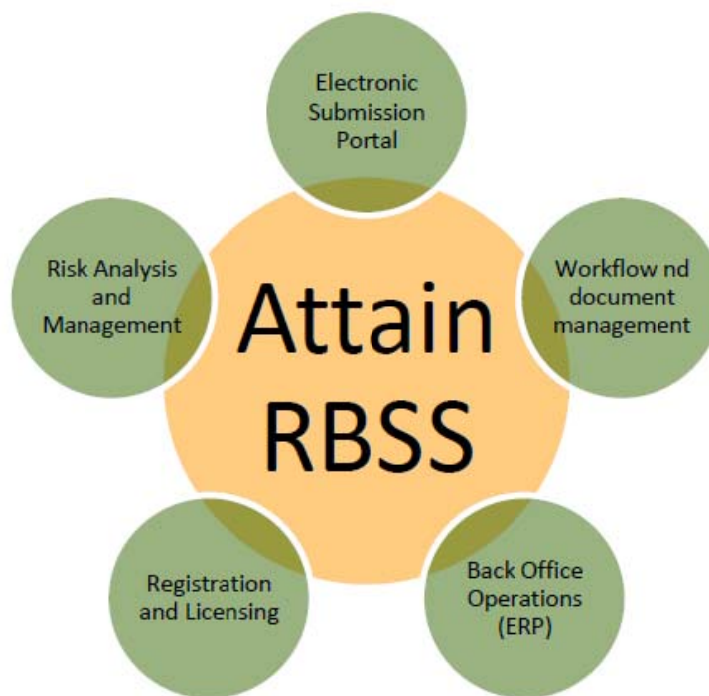 Electronic
Submission
Portal
Risk Analysis
and
Management
Attain
RBSS
Workflow nd
document
management
Registration
and Licensing
Back Office
Operations
(ERP)